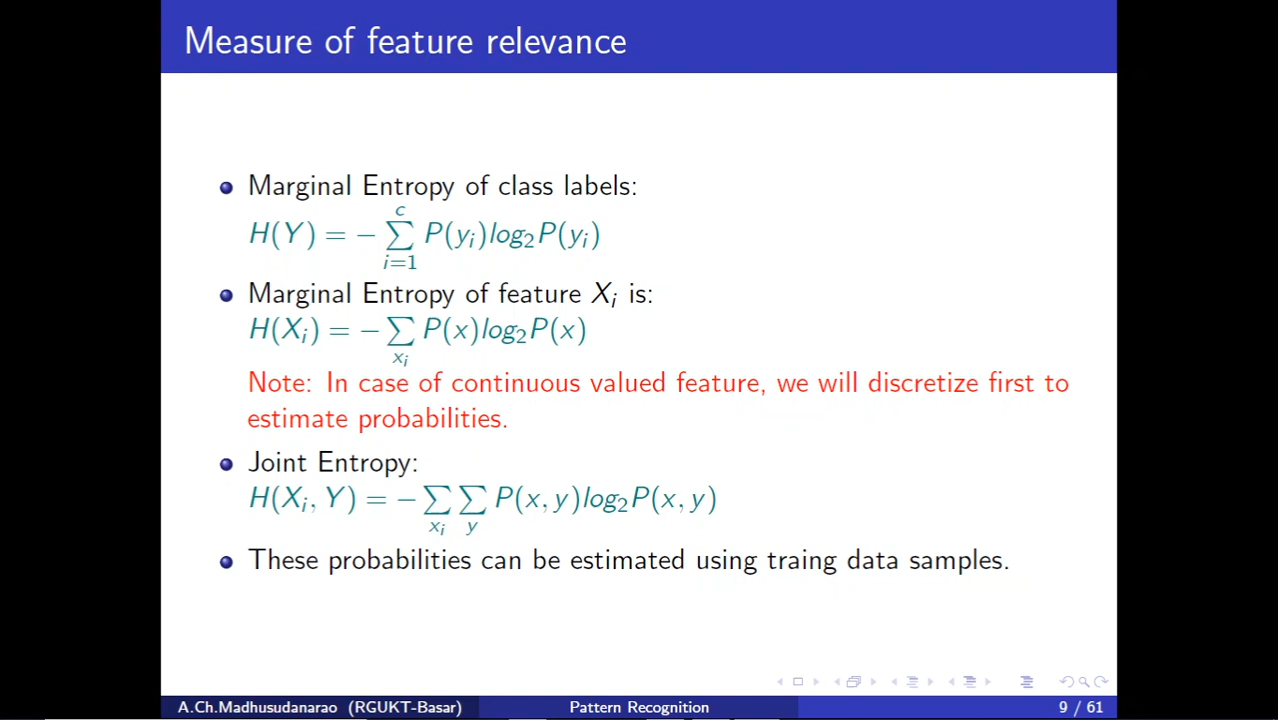 Measure of feature relevance
Marginal Entropy of class labels:
H(Y) = − ∑_{i=1}^{c} P(y_i)log_2P(y_i)
Marginal Entropy of feature X_i is:
H(X_i) = − ∑_{x_i} P(x)log_2P(x)
Note: In case of continuous valued feature, we will discretize first to
estimate probabilities.
Joint Entropy:
H(X_i, Y) = − ∑_{x_i} ∑_{y} P(x, y)log_2P(x, y)
These probabilities can be estimated using traing data samples.
A.Ch.Madhusudanarao (RGUKT-Basar) Pattern Recognition 9 / 61